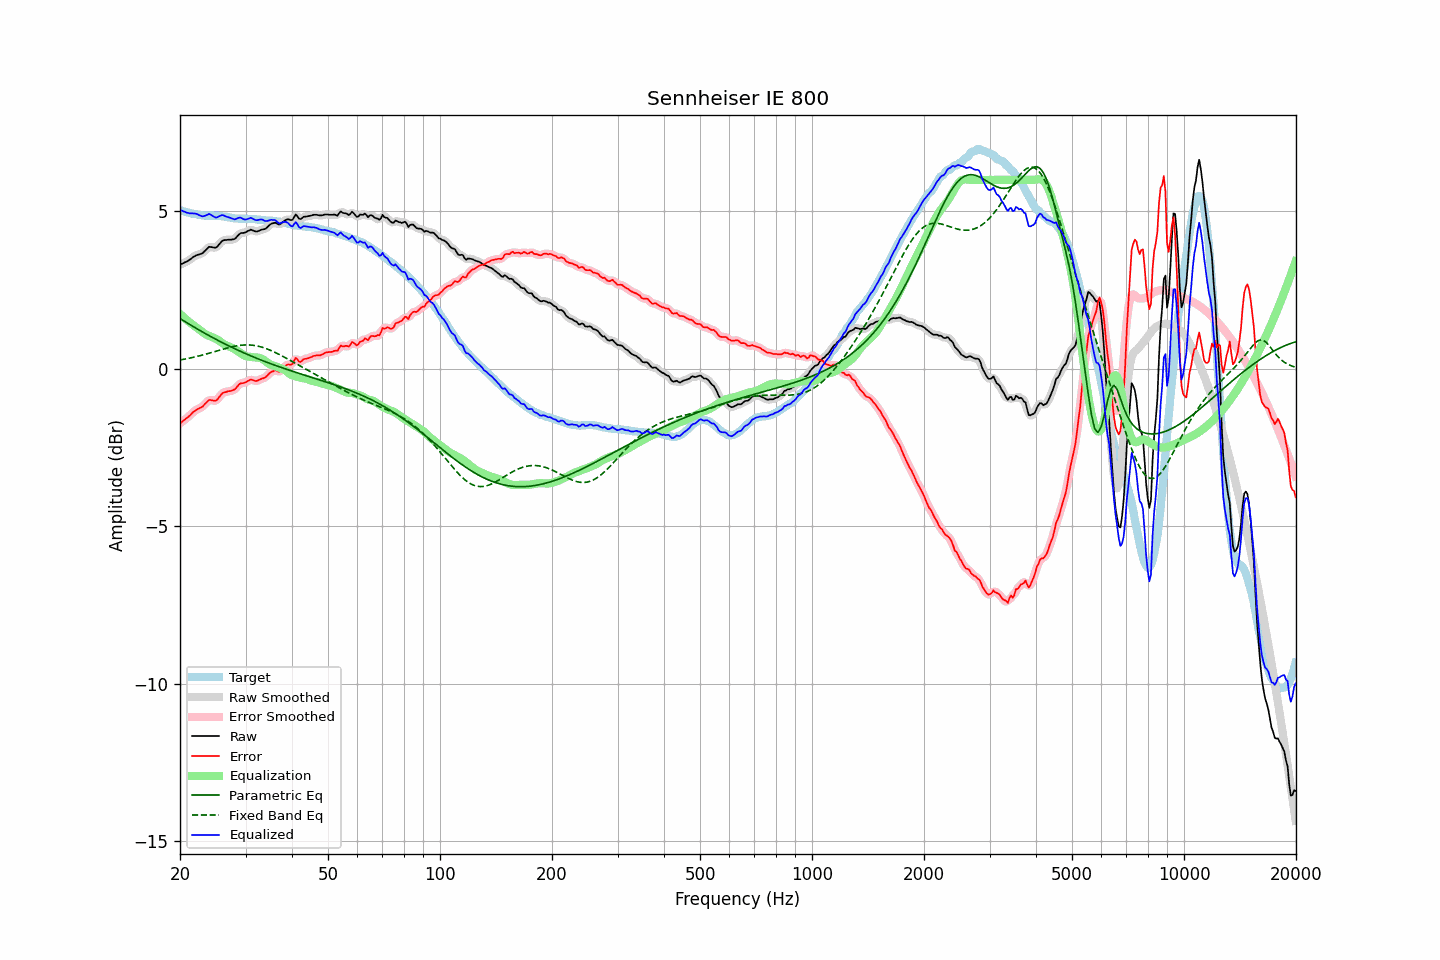 Sennheiser IE 800
Amplitude (dBr)
5
0
−5
−10
−15
Target
Raw Smoothed
Error Smoothed
Raw
Error
Equalization
Parametric Eq
Fixed Band Eq
Equalized
20 50 100 200 500 1000 2000 5000 10000 20000
Frequency (Hz)